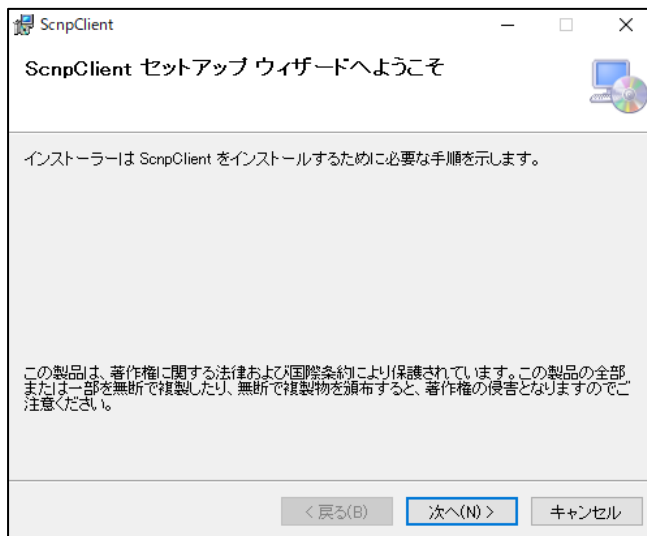 ScnpClient
ScnpClient セットアップ ウィザードへようこそ
インストーラーは ScnpClient をインストールするために必要な手順を示します。
この製品は、著作権に関する法律および国際条約により保護されています。この製品の全部
または一部を無断で複製したり、無断で複製物を頒布すると、著作権の侵害となりますのでご
注意ください。
< 戻る(B)
次へ(N) >
キャンセル